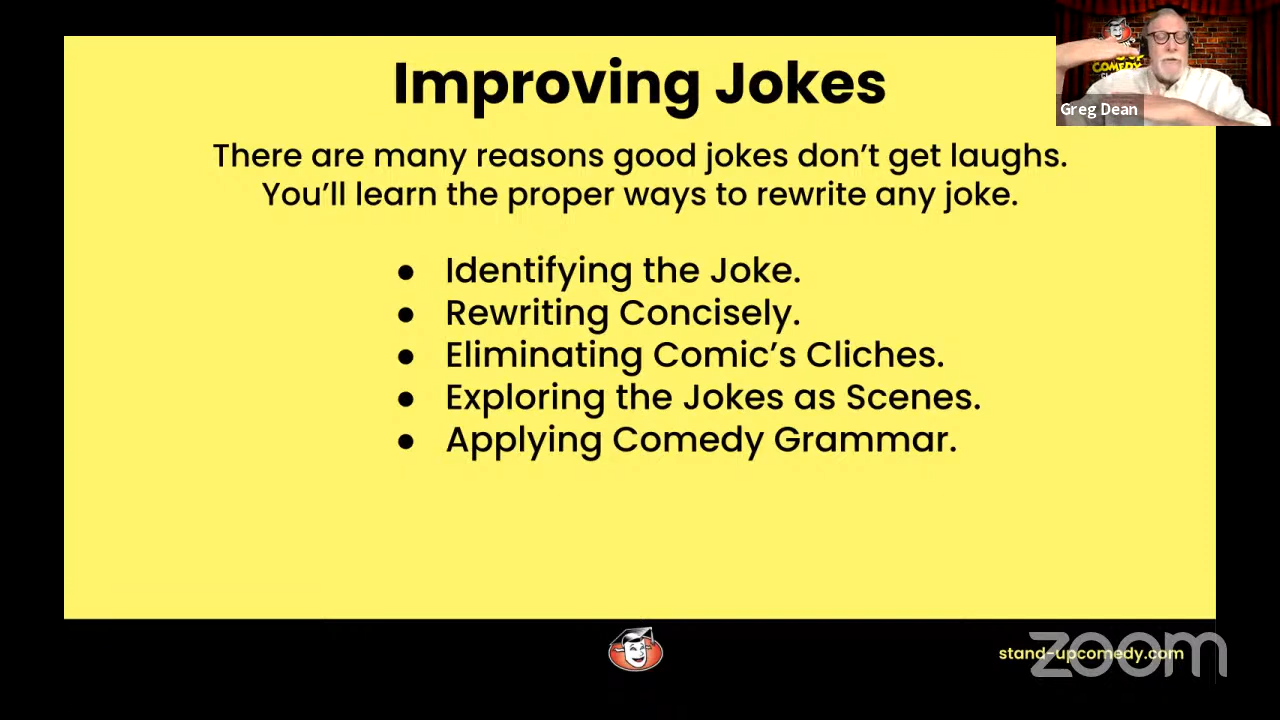 Improving Jokes
There are many reasons good jokes don't get laughs.
You'll learn the proper ways to rewrite any joke.
● Identifying the Joke.
● Rewriting Concisely.
● Eliminating Comic's Cliches.
● Exploring the Jokes as Scenes.
● Applying Comedy Grammar.
COMEDY
Greg Dean
stand-upcomedy.com
zoom